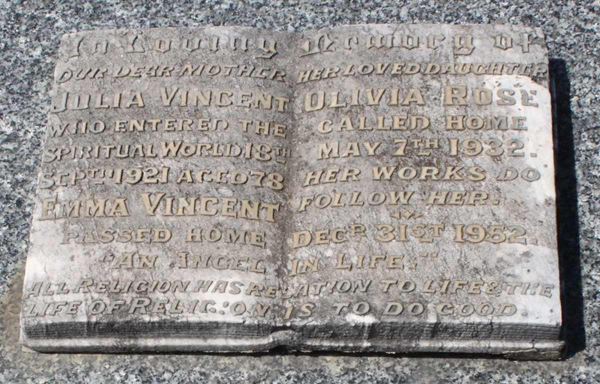 In Loving Memory of
OUR DEAR MOTHER
JULIA VINCENT
WHO ENTERED THE
SPIRITUAL WORLD 18TH
SEPTR 1921 AGED 78
HER LOVED DAUGHTER
OLIVIA ROSE
CALLED HOME
MAY 7TH 1932.
HER WORKS DO
FOLLOW HER.
EMMA VINCENT
PASSED HOME DECR 31ST 1952.
"AN ANGEL IN LIFE."
ALL RELIGION HAS RELATION TO LIFE & THE
LIFE OF RELIGION IS TO DO GOOD.